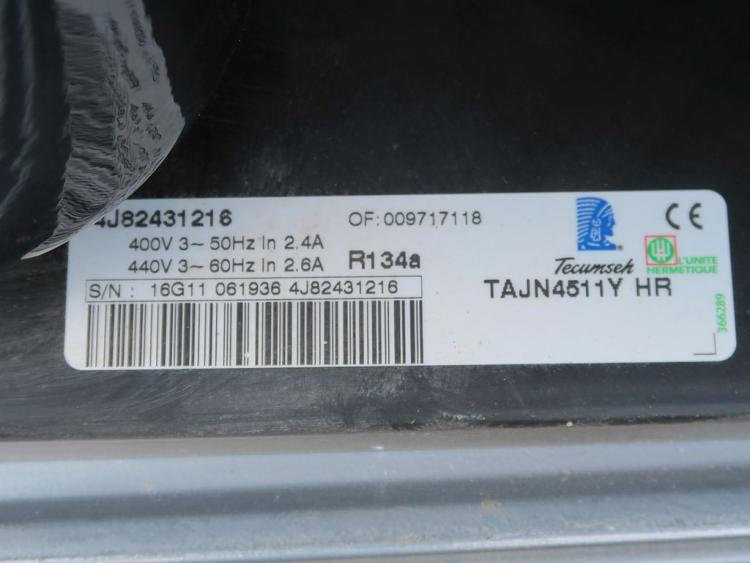 4J82431216
OF: 009717118
400V 3~ 50Hz In 2.4A
440V 3~ 60Hz In 2.6A
R134a
S/N : 16G11 061936 4J82431216
CE
Tecumseh
L'UNITE
HERMETIQUE
TAJN4511Y HR
366289